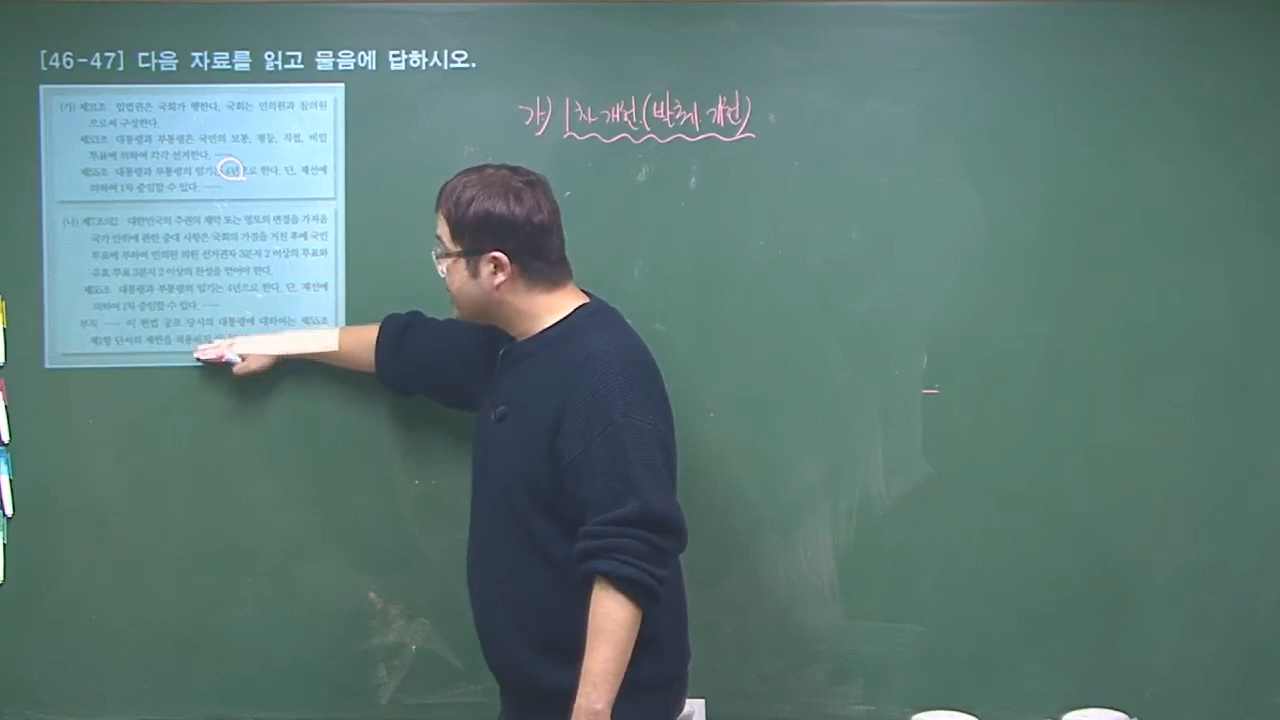 [46-47] 다음 자료를 읽고 물음에 답하시오.
(가) 제31조 입법권은 국회가 행한다. 국회는 민의원과 참의원
으로써 구성한다.
제53조 대통령과 부통령은 국민의 보통, 평등, 직접, 비밀
투표에 의하여 각각 선거한다. ……
제55조 대통령과 부통령의 임기는 4년으로 한다. 단, 재선에
의하여 1차 중임할 수 있다. ……
(나) 제7조의2 대한민국의 주권의 제약 또는 영토의 변경을 가져올
국가 안위에 관한 중대 사항은 국회의 가결을 거친 후에 국민
투표에 부하여 민의원 의원 선거권자 3분지 2 이상의 투표와
유효 투표 3분지 2 이상의 찬성을 얻어야 한다.
제55조 대통령과 부통령의 임기는 4년으로 한다. 단, 재선에
의하여 1차 중임할 수 있다. ……
부칙 …… 이 헌법 공포 당시의 대통령에 대하여는 제55조
제1항 단서의 제한을 적용하지
가) 1차 개헌.(발췌 개헌)